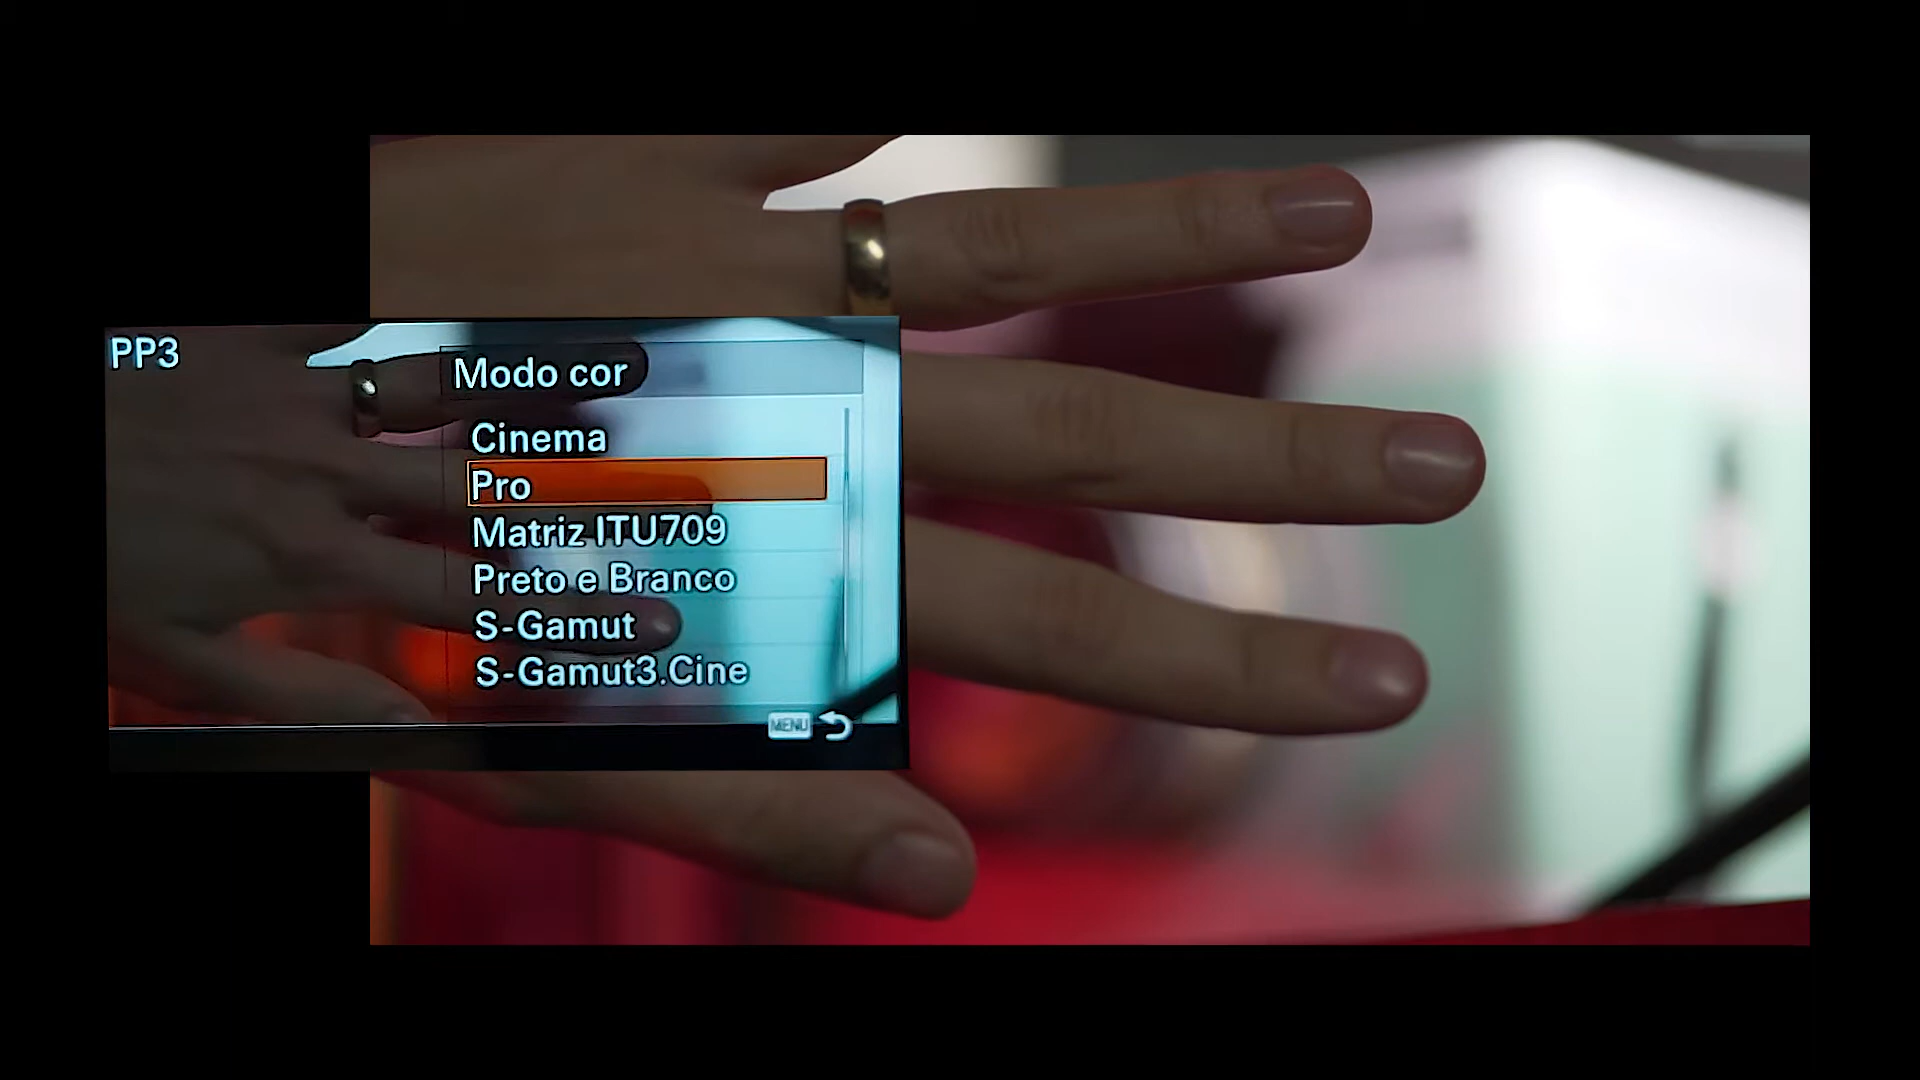 PP3
Modo cor
Cinema
Pro
Matriz ITU709
Preto e Branco
S-Gamut
S-Gamut3.Cine
MENU